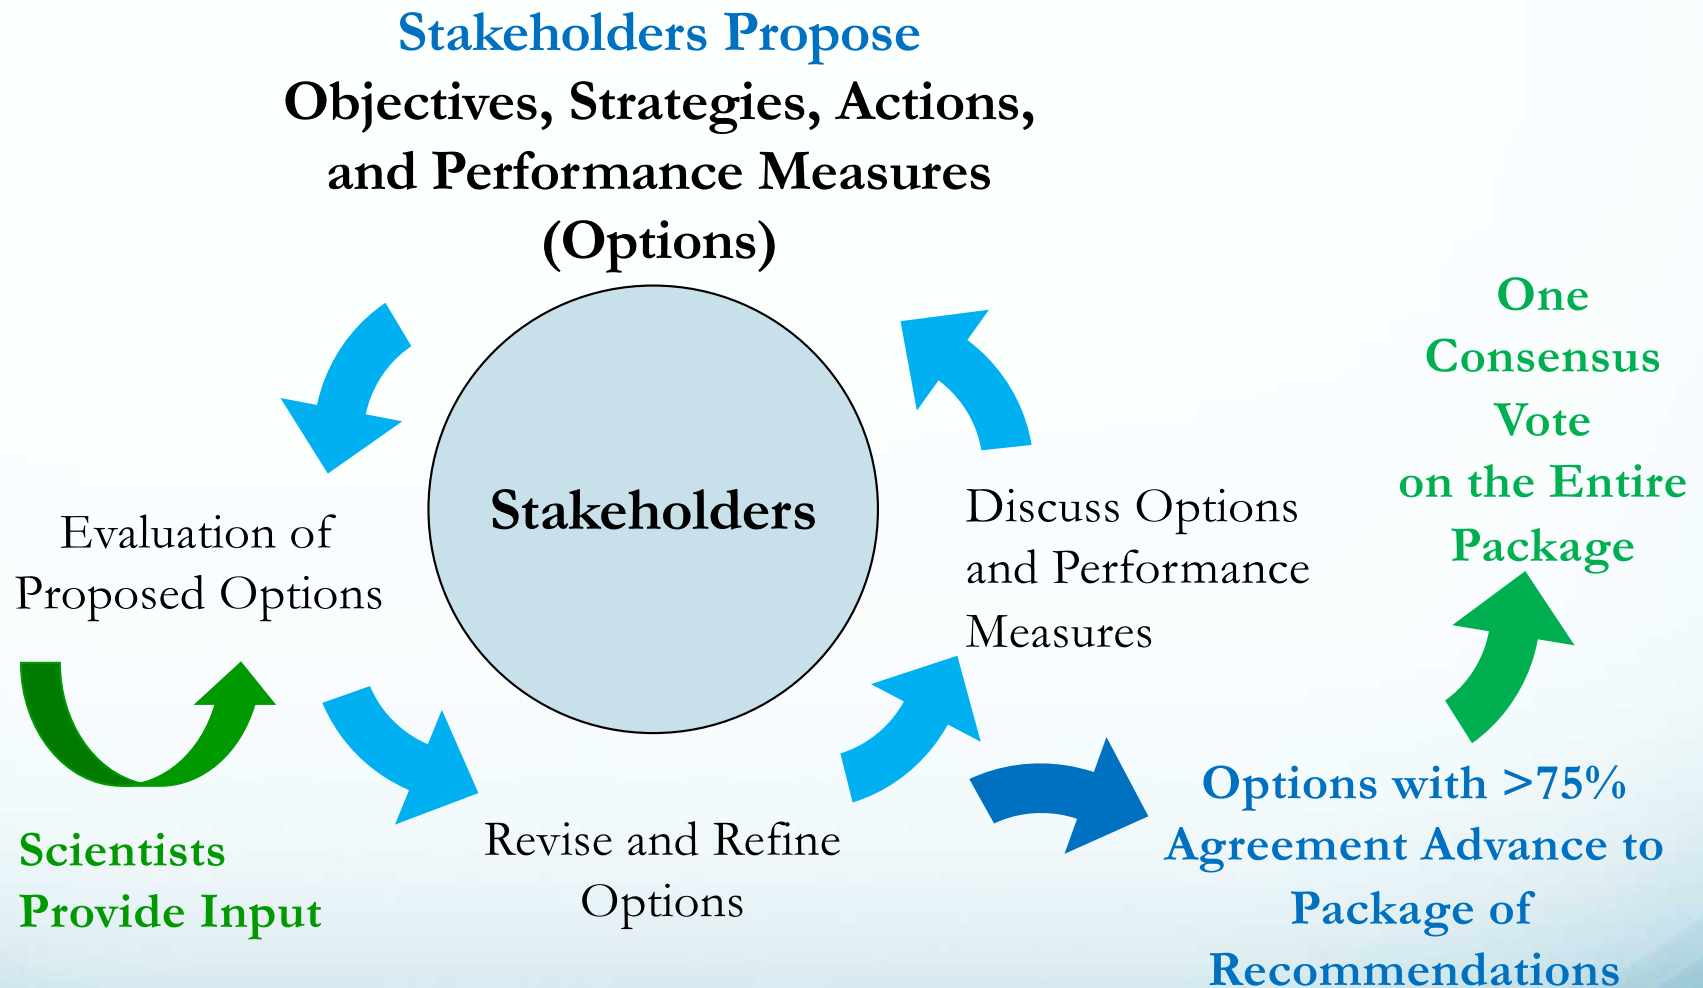 Stakeholders Propose
Objectives, Strategies, Actions,
and Performance Measures
(Options)
Stakeholders
Evaluation of
Proposed Options
Scientists
Provide Input
Revise and Refine
Options
Discuss Options
and Performance
Measures
Options with >75%
Agreement Advance to
Package of
Recommendations
One
Consensus
Vote
on the Entire
Package